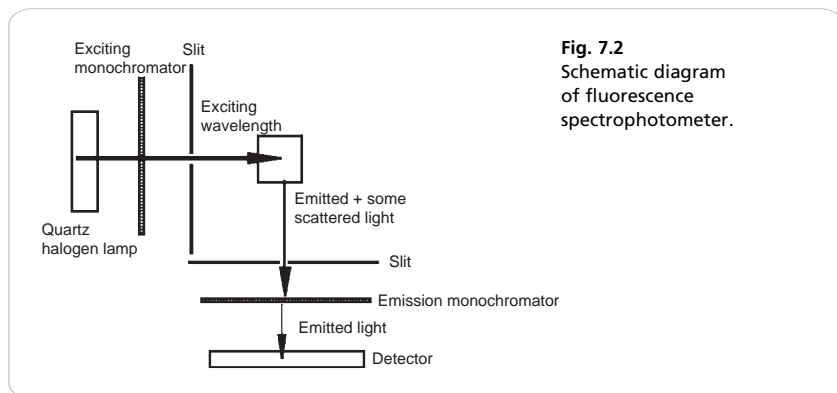 Exciting
monochromator
Slit
Exciting
wavelength
Quartz
halogen lamp
Emitted + some
scattered light
Slit
Emission monochromator
Emitted light
Detector
Fig. 7.2
Schematic diagram
of fluorescence
spectrophotometer.